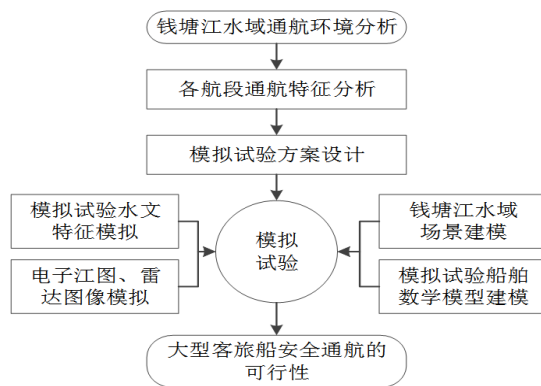 钱塘江水域通航环境分析
各航段通航特征分析
模拟试验方案设计
模拟试验水文
特征模拟
电子江图、雷
达图像模拟
模拟
试验
钱塘江水域
场景建模
模拟试验船舶
数学模型建模
大型客旅船安全通航的
可行性